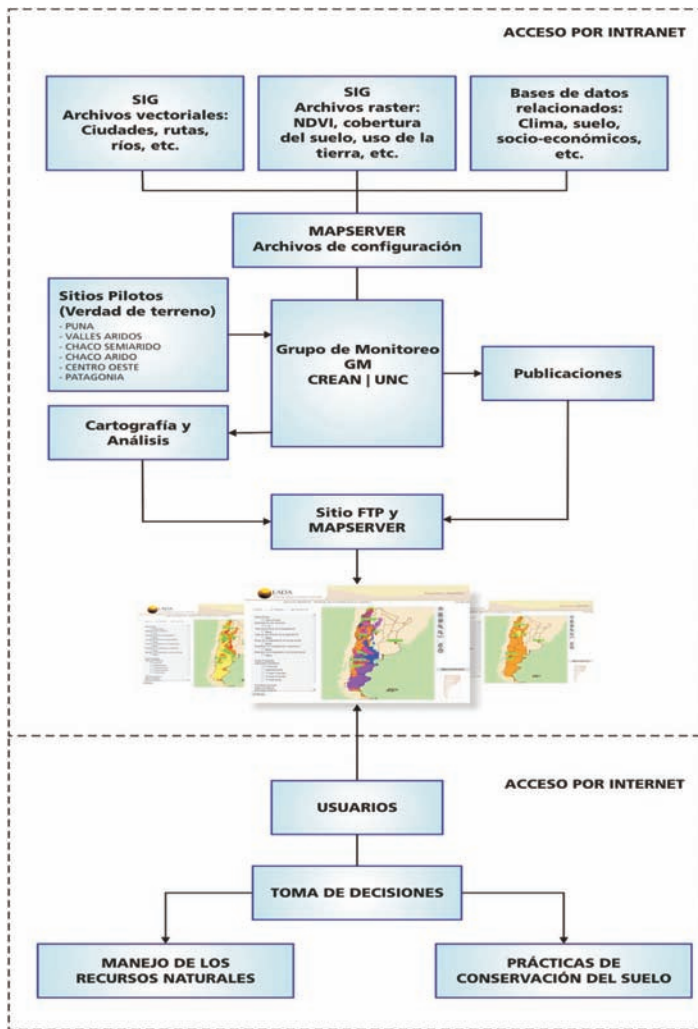 ACCESO POR INTRANET
SIG
Archivos vectoriales:
Ciudades, rutas,
ríos, etc.
SIG
Archivos raster:
NDVI, cobertura
del suelo, uso de la
tierra, etc.
Bases de datos
relacionados:
Clima, suelo,
socio-económicos,
etc.
MAPSERVER
Archivos de configuración
Sitios Pilotos
(Verdad de terreno)
- PUNA
- VALLES ARIDOS
- CHACO SEMIARIDO
- CHACO ARIDO
- CENTRO OESTE
- PATAGONIA
Grupo de Monitoreo
GM
CREAN | UNC
Publicaciones
Cartografía y
Análisis
Sitio FTP y
MAPSERVER
LADA
ACCESO POR INTERNET
USUARIOS
TOMA DE DECISIONES
MANEJO DE LOS
RECURSOS NATURALES
PRÁCTICAS DE
CONSERVACIÓN DEL SUELO